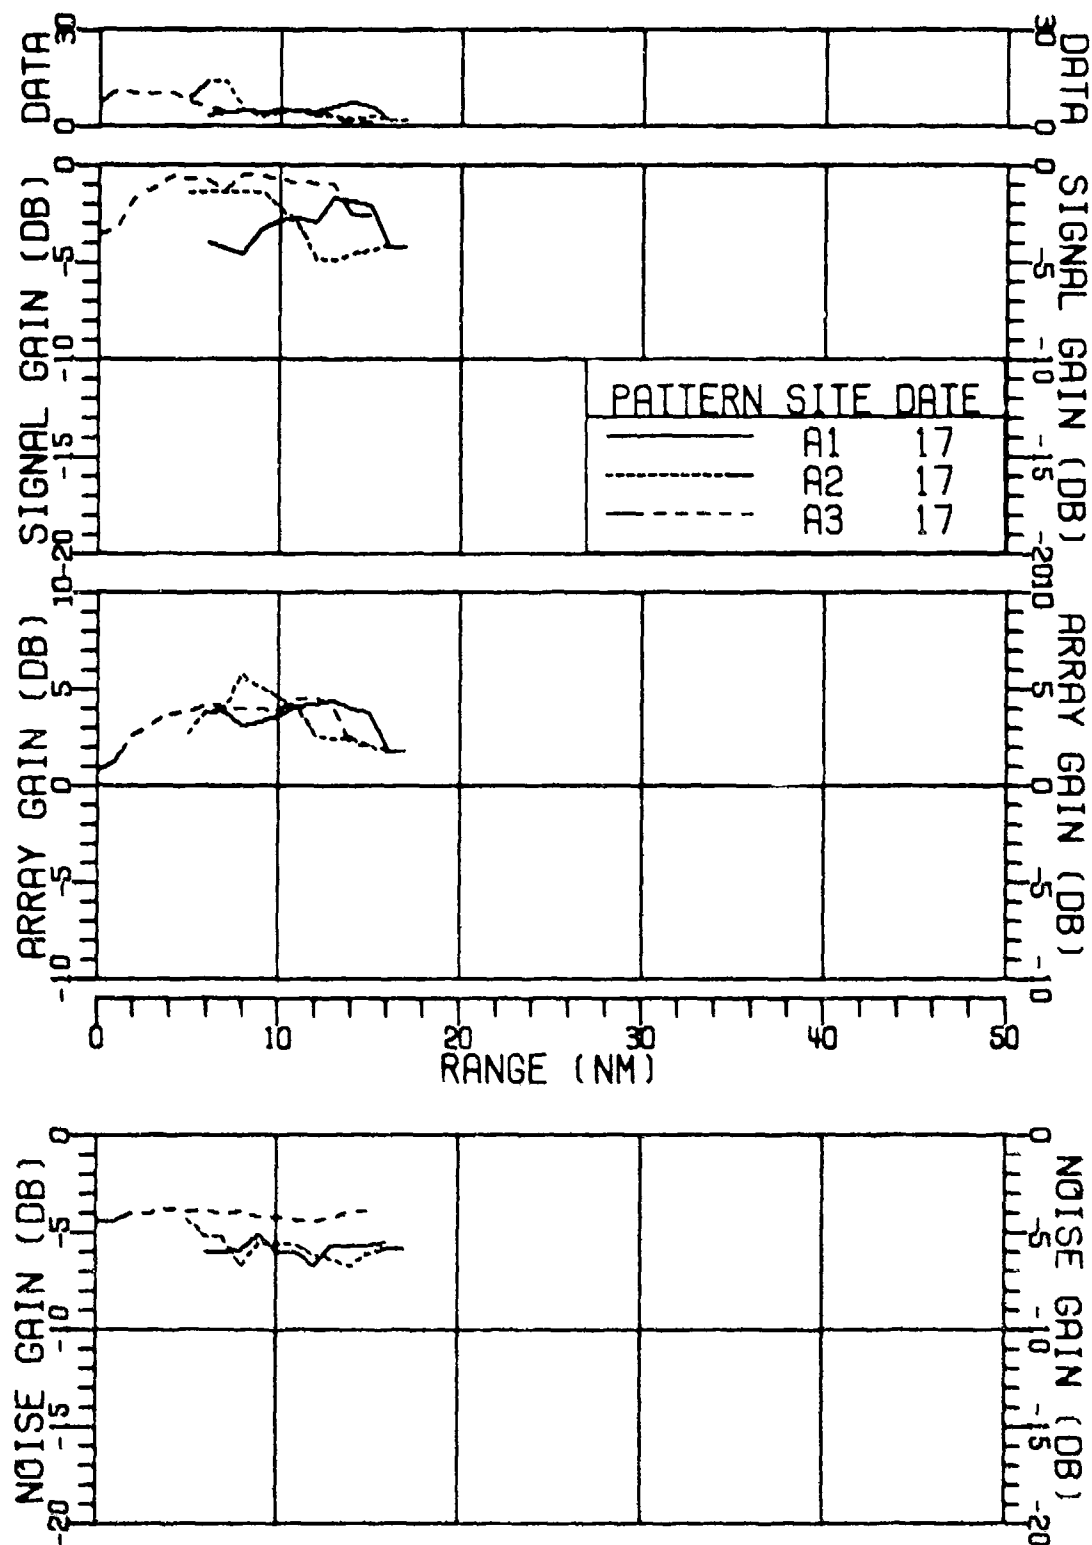 DATA
30
0
30
0
DATA
SIGNAL GAIN (DB)
0
-5
-10
-15
-20
0
-5
-10
-15
-20
SIGNAL GAIN (DB)
PATTERN SITE DATE
A1 17
A2 17
A3 17
ARRAY GAIN (DB)
10
5
0
-5
-10
10
5
0
-5
-10
ARRAY GAIN (DB)
0 10 20 30 40 50
RANGE (NM)
NOISE GAIN (DB)
0
-5
-10
-15
-20
0
-5
-10
-15
-20
NOISE GAIN (DB)